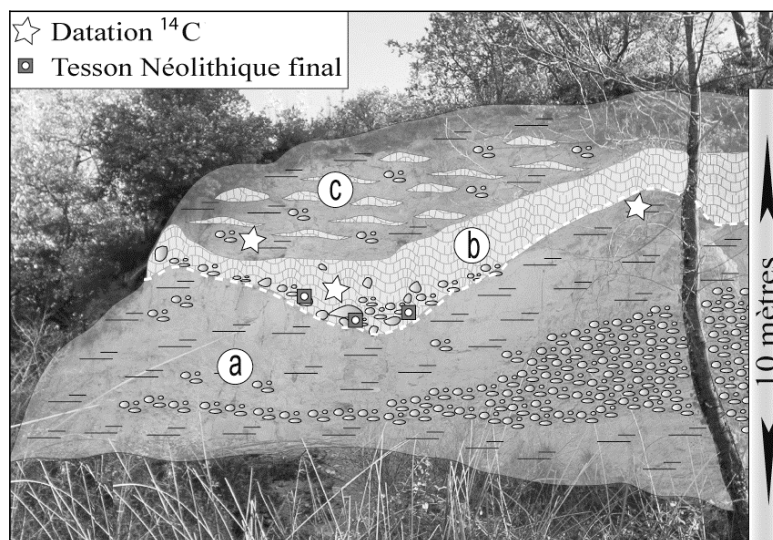 Datation ¹⁴C
Tesson Néolithique final
c
b
a
10 mètres